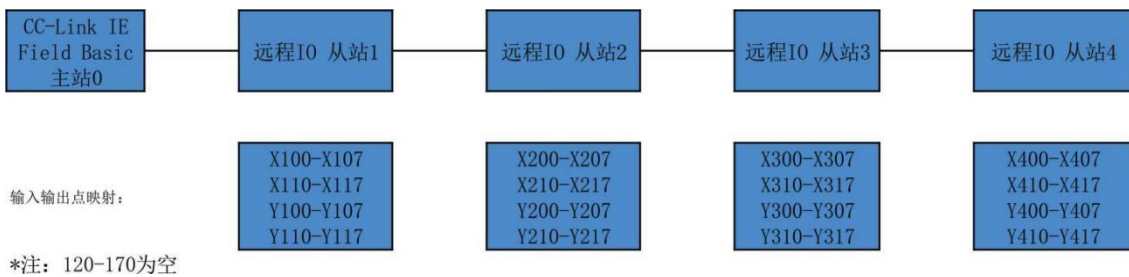 CC-Link IE
Field Basic
主站0
远程IO 从站1
远程IO 从站2
远程IO 从站3
远程IO 从站4
输入输出点映射:
X100-X107
X110-X117
Y100-Y107
Y110-Y117
X200-X207
X210-X217
Y200-Y207
Y210-Y217
X300-X307
X310-X317
Y300-Y307
Y310-Y317
X400-X407
X410-X417
Y400-Y407
Y410-Y417
*注: 120-170为空